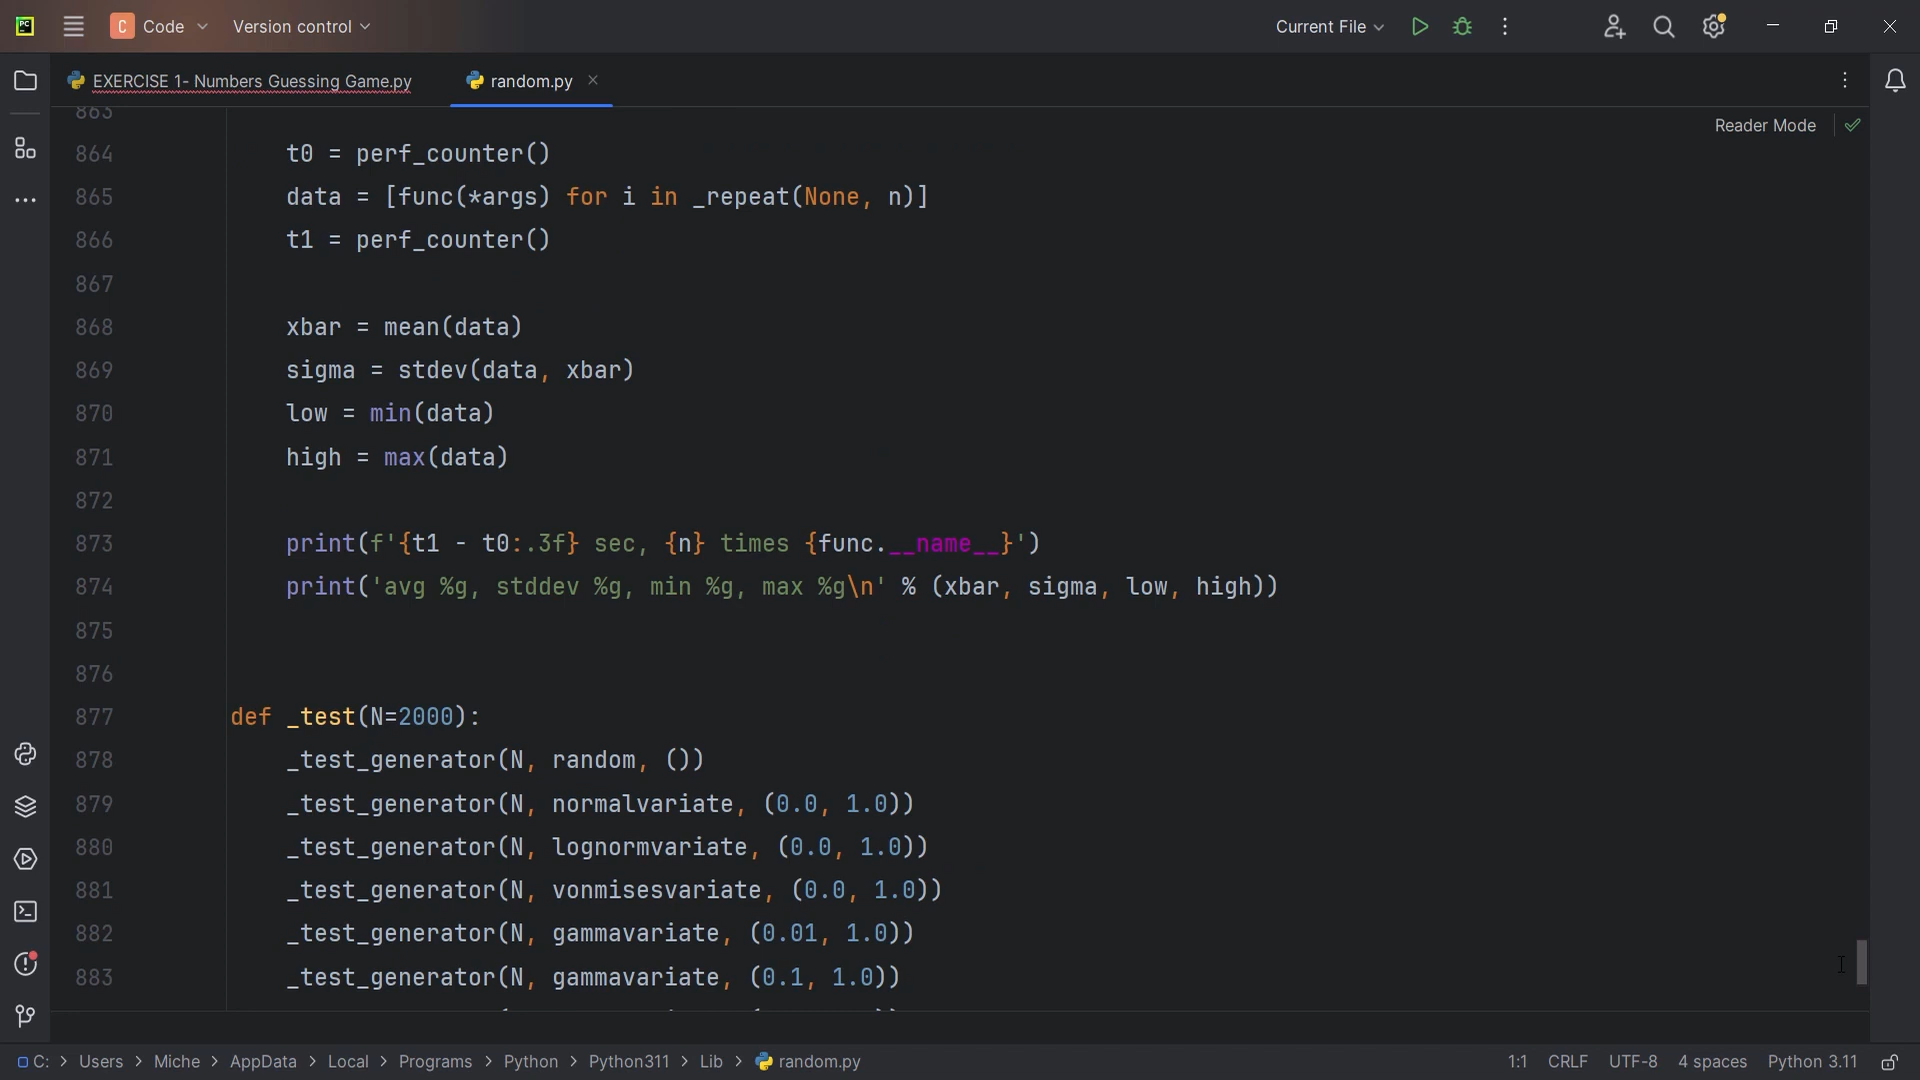 PC
C Code Version control
Current File
EXERCISE 1- Numbers Guessing Game.py
random.py
Reader Mode
863
864 t0 = perf_counter()
865 data = [func(*args) for i in _repeat(None, n)]
866 t1 = perf_counter()
867
868 xbar = mean(data)
869 sigma = stdev(data, xbar)
870 low = min(data)
871 high = max(data)
872
873 print(f'{t1 - t0:.3f} sec, {n} times {func.__name__}')
874 print('avg %g, stddev %g, min %g, max %g\n' % (xbar, sigma, low, high))
875
876
877 def _test(N=2000):
878 _test_generator(N, random, ())
879 _test_generator(N, normalvariate, (0.0, 1.0))
880 _test_generator(N, lognormvariate, (0.0, 1.0))
881 _test_generator(N, vonmisesvariate, (0.0, 1.0))
882 _test_generator(N, gammavariate, (0.01, 1.0))
883 _test_generator(N, gammavariate, (0.1, 1.0))
C: > Users > Miche > AppData > Local > Programs > Python > Python311 > Lib > random.py
1:1 CRLF UTF-8 4 spaces Python 3.11